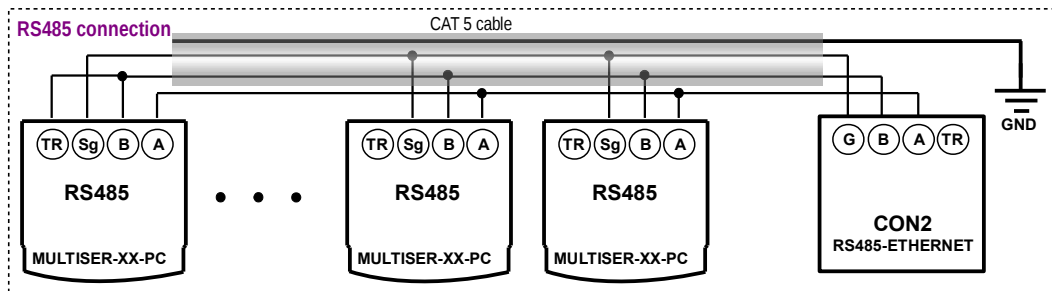 RS485 connection
CAT 5 cable
GND
TR Sg B A
RS485
MULTISER-XX-PC
TR Sg B A
RS485
MULTISER-XX-PC
TR Sg B A
RS485
MULTISER-XX-PC
G B A TR
CON2
RS485-ETHERNET